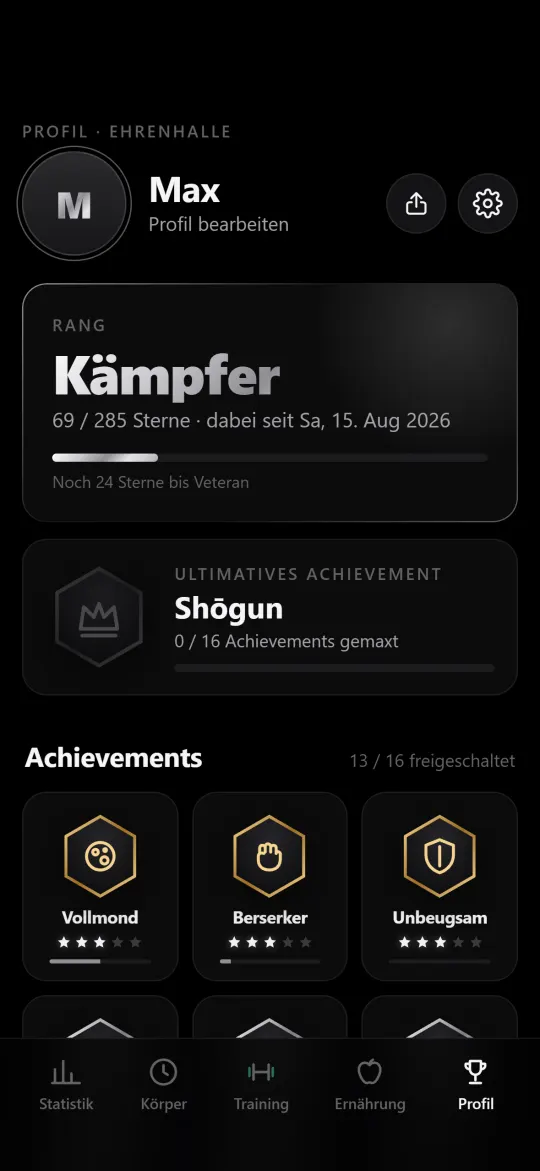 PROFIL · EHRENHALLE
M
Max
Profil bearbeiten
RANG
Kämpfer
69 / 285 Sterne · dabei seit Sa, 15. Aug 2026
Noch 24 Sterne bis Veteran
ULTIMATIVES ACHIEVEMENT
Shōgun
0 / 16 Achievements gemaxt
Achievements
13 / 16 freigeschaltet
Vollmond
Berserker
Unbeugsam
Statistik
Körper
Training
Ernährung
Profil